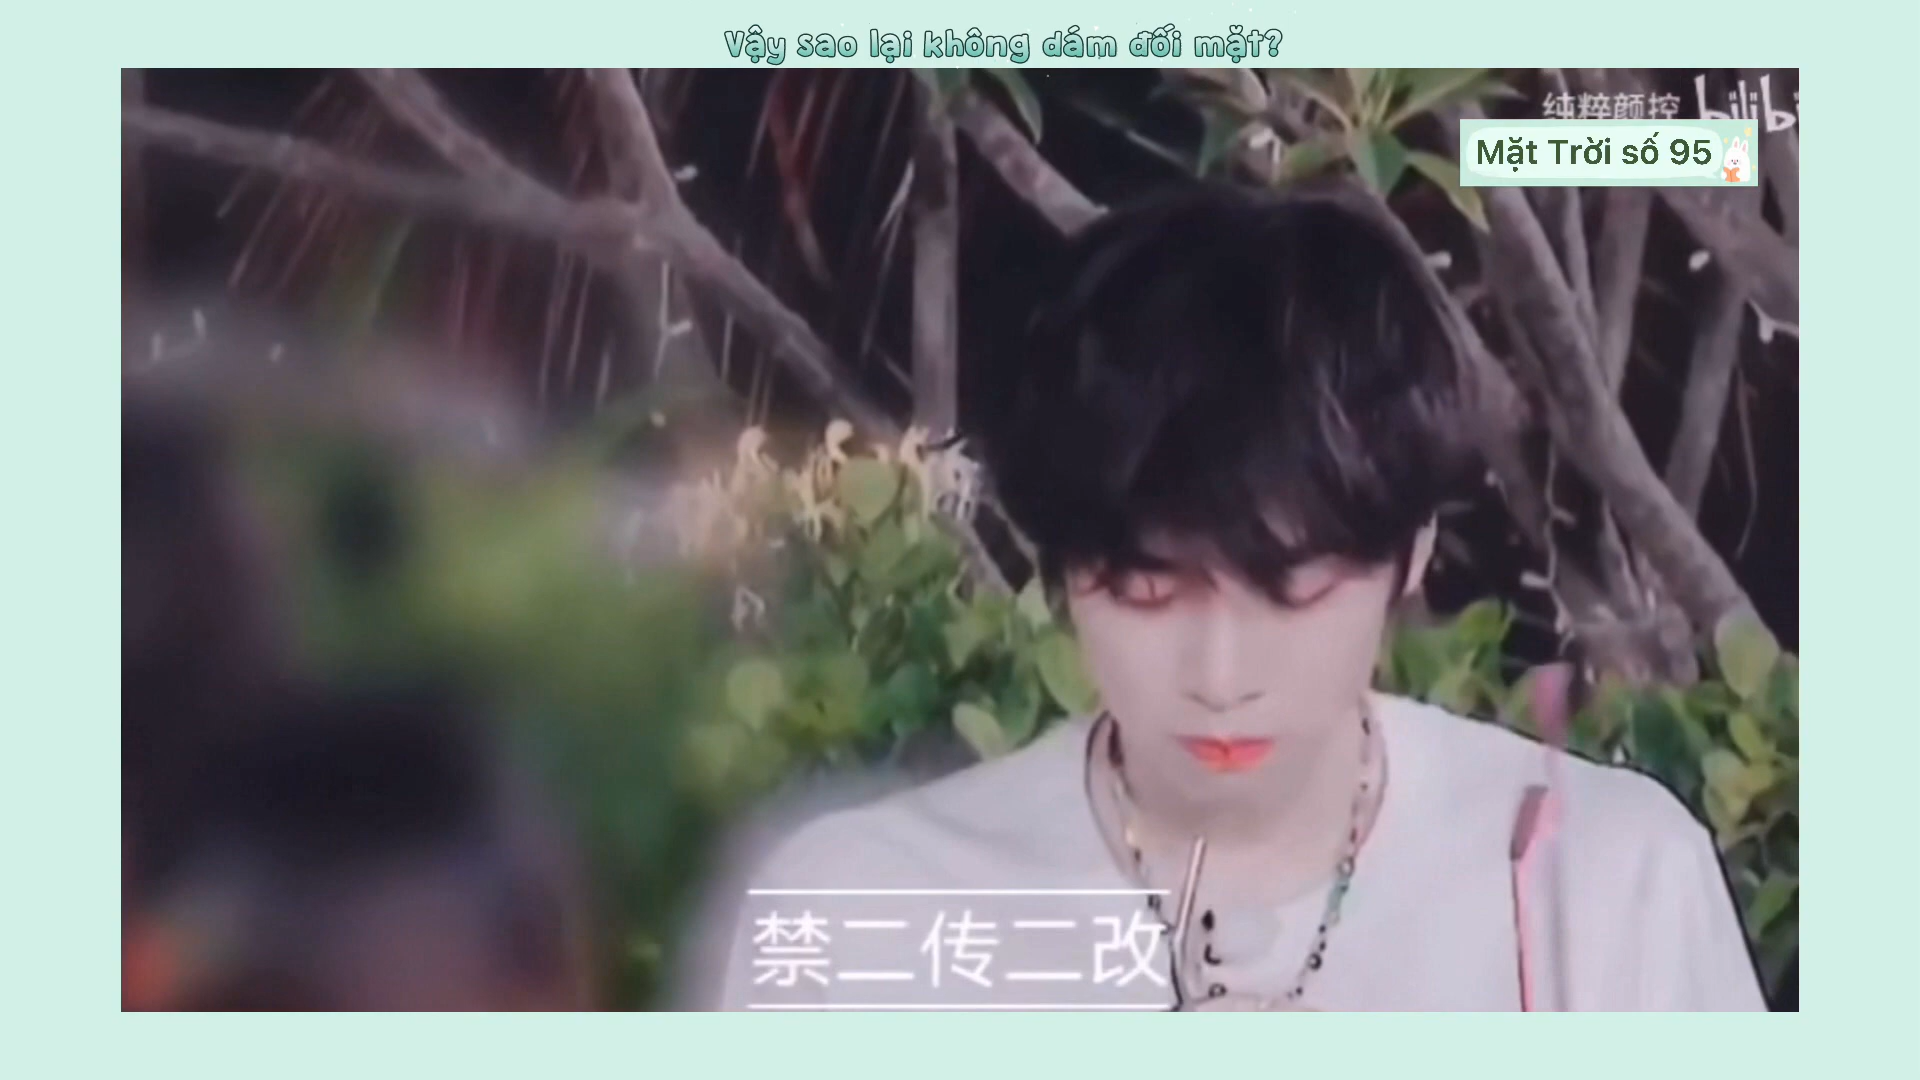 Vậy sao lại không dám đối mặt?
纯粹颜控 bilibi
Mặt Trời số 95
禁二传二改